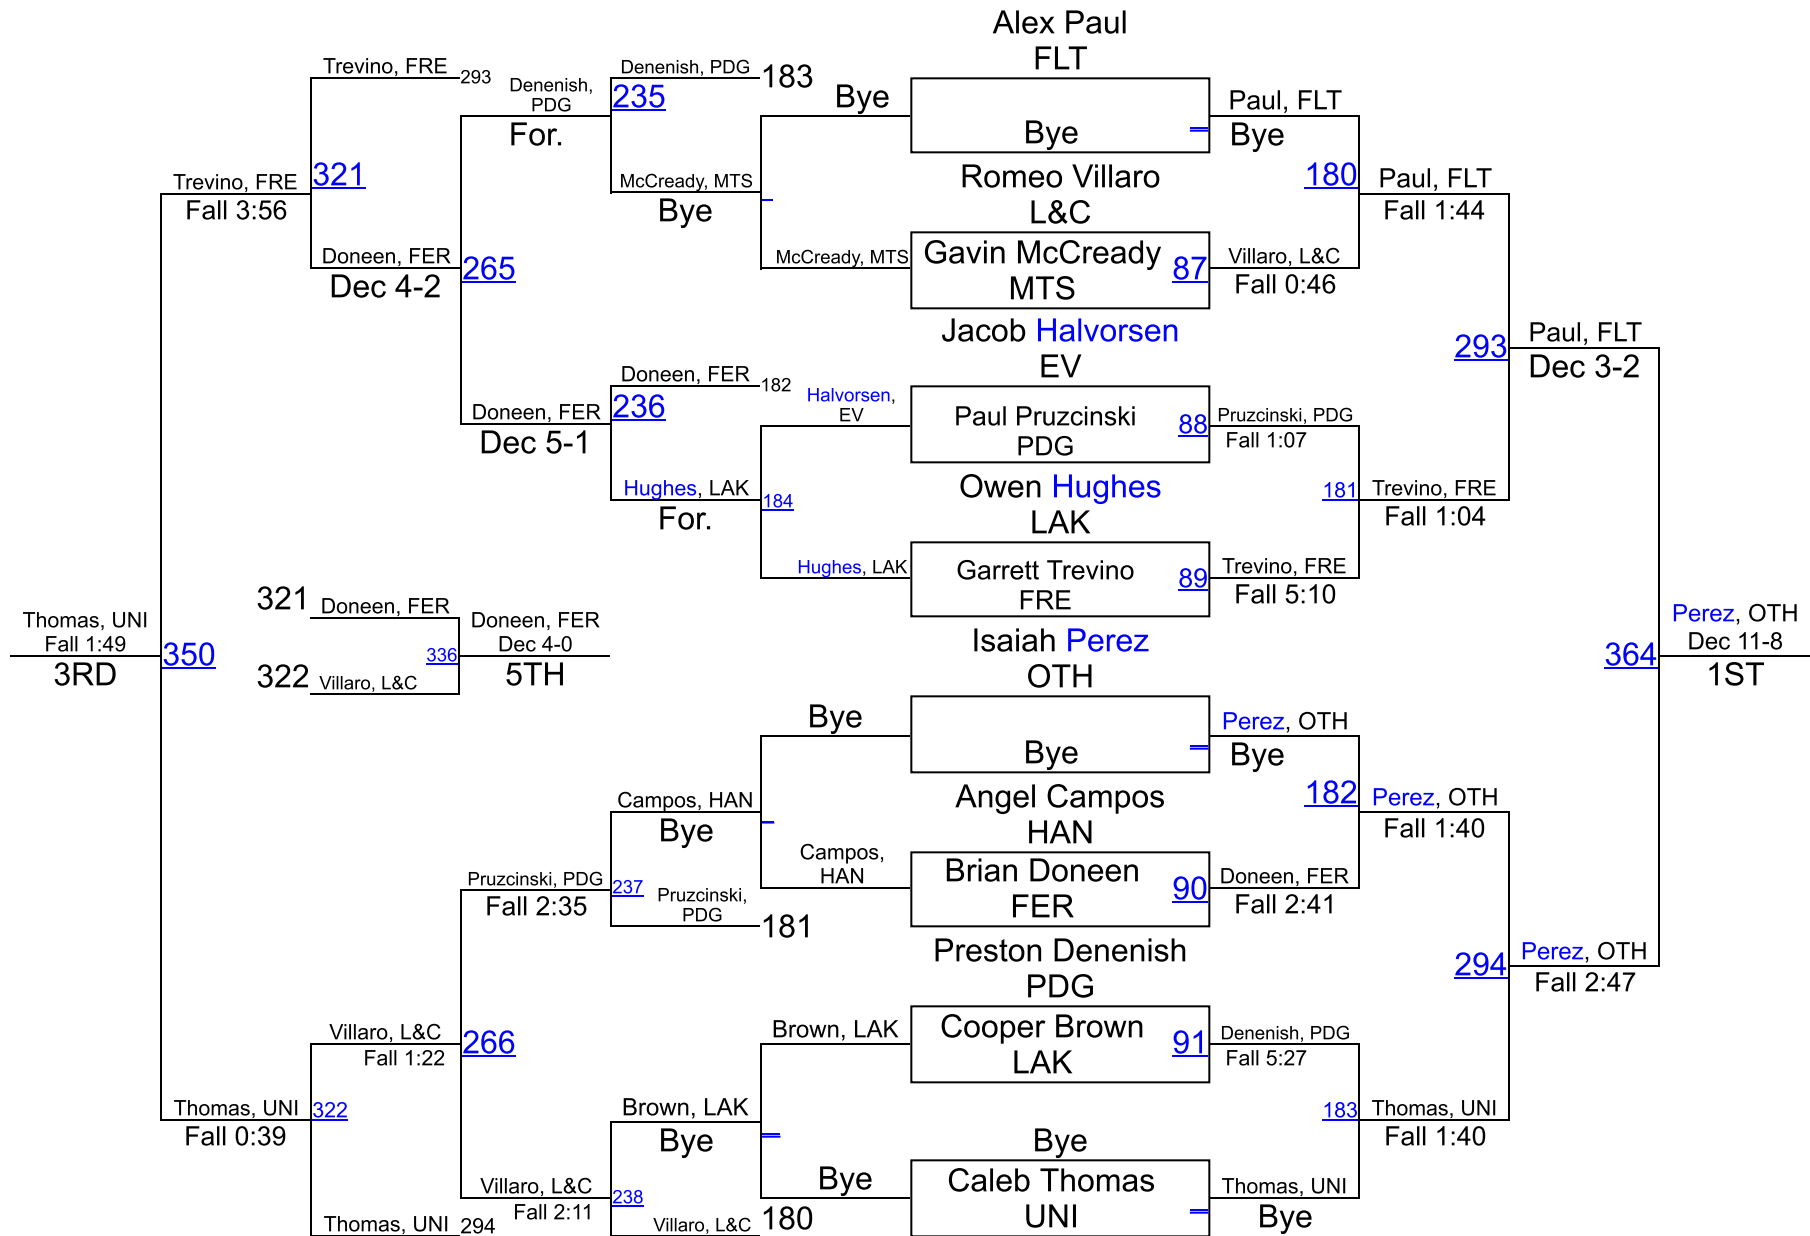 Alex Paul
FLT
Trevino, FRE
293
Denenish,
PDG
For.
Denenish, PDG
183
235
Bye
Bye
Paul, FLT
Bye
McCready, MTS
Bye
Romeo Villaro
L&C
180
Paul, FLT
Fall 1:44
Trevino, FRE
Fall 3:56
321
Doneen, FER
Dec 4-2
265
McCready, MTS
Gavin McCready
MTS
87
Villaro, L&C
Fall 0:46
Jacob Halvorsen
EV
293
Paul, FLT
Dec 3-2
Doneen, FER
182
236
Doneen, FER
Dec 5-1
Halvorsen,
EV
Paul Pruzcinski
PDG
88
Pruzcinski, PDG
Fall 1:07
Hughes, LAK
For.
184
Owen Hughes
LAK
181
Trevino, FRE
Fall 1:04
Hughes, LAK
Garrett Trevino
FRE
89
Trevino, FRE
Fall 5:10
Thomas, UNI
Fall 1:49
3RD
350
321
Doneen, FER
322
Villaro, L&C
336
Doneen, FER
Dec 4-0
5TH
Isaiah Perez
OTH
364
Perez, OTH
Dec 11-8
1ST
Bye
Bye
Perez, OTH
Bye
Campos, HAN
Bye
Angel Campos
HAN
182
Perez, OTH
Fall 1:40
Campos,
HAN
Brian Doneen
FER
90
Doneen, FER
Fall 2:41
Pruzcinski, PDG
Fall 2:35
237
Pruzcinski,
PDG
181
Preston Denenish
PDG
294
Perez, OTH
Fall 2:47
Villaro, L&C
Fall 1:22
266
Brown, LAK
Cooper Brown
LAK
91
Denenish, PDG
Fall 5:27
Thomas, UNI
Fall 0:39
322
Brown, LAK
Bye
Bye
183
Thomas, UNI
Fall 1:40
Villaro, L&C
Fall 2:11
238
Bye
Caleb Thomas
UNI
Thomas, UNI
Bye
Thomas, UNI
294
Villaro, L&C
180